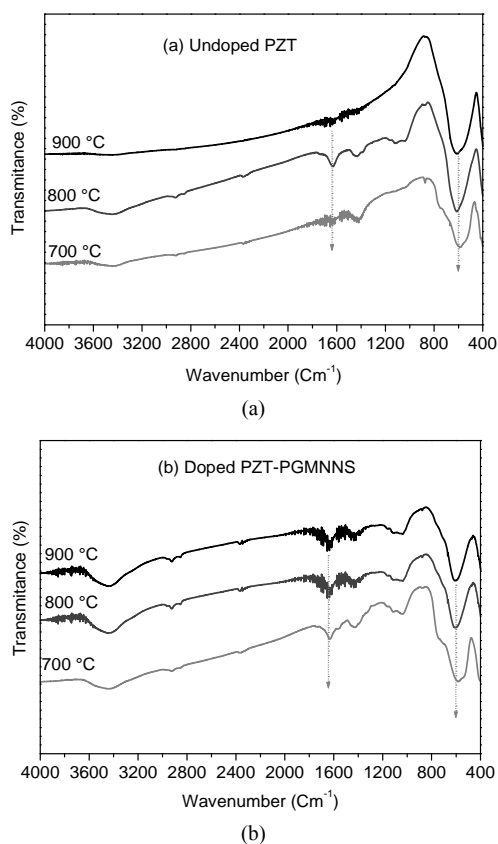 (a) Undoped PZT
900 °C
800 °C
700 °C
Transmitance (%)
4000 3600 3200 2800 2400 2000 1600 1200 800 400
Wavenumber (Cm-1)
(a)
(b) Doped PZT-PGMNNS
900 °C
800 °C
700 °C
Transmitance (%)
4000 3600 3200 2800 2400 2000 1600 1200 800 400
Wavenumber (Cm-1)
(b)